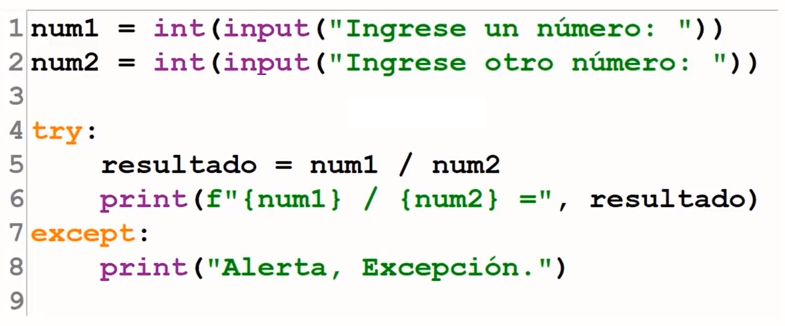 1 num1 = int(input("Ingrese un número: "))
2 num2 = int(input("Ingrese otro número: "))
3
4 try:
5     resultado = num1 / num2
6     print(f"{num1} / {num2} =", resultado)
7 except:
8     print("Alerta, Excepción.")
9